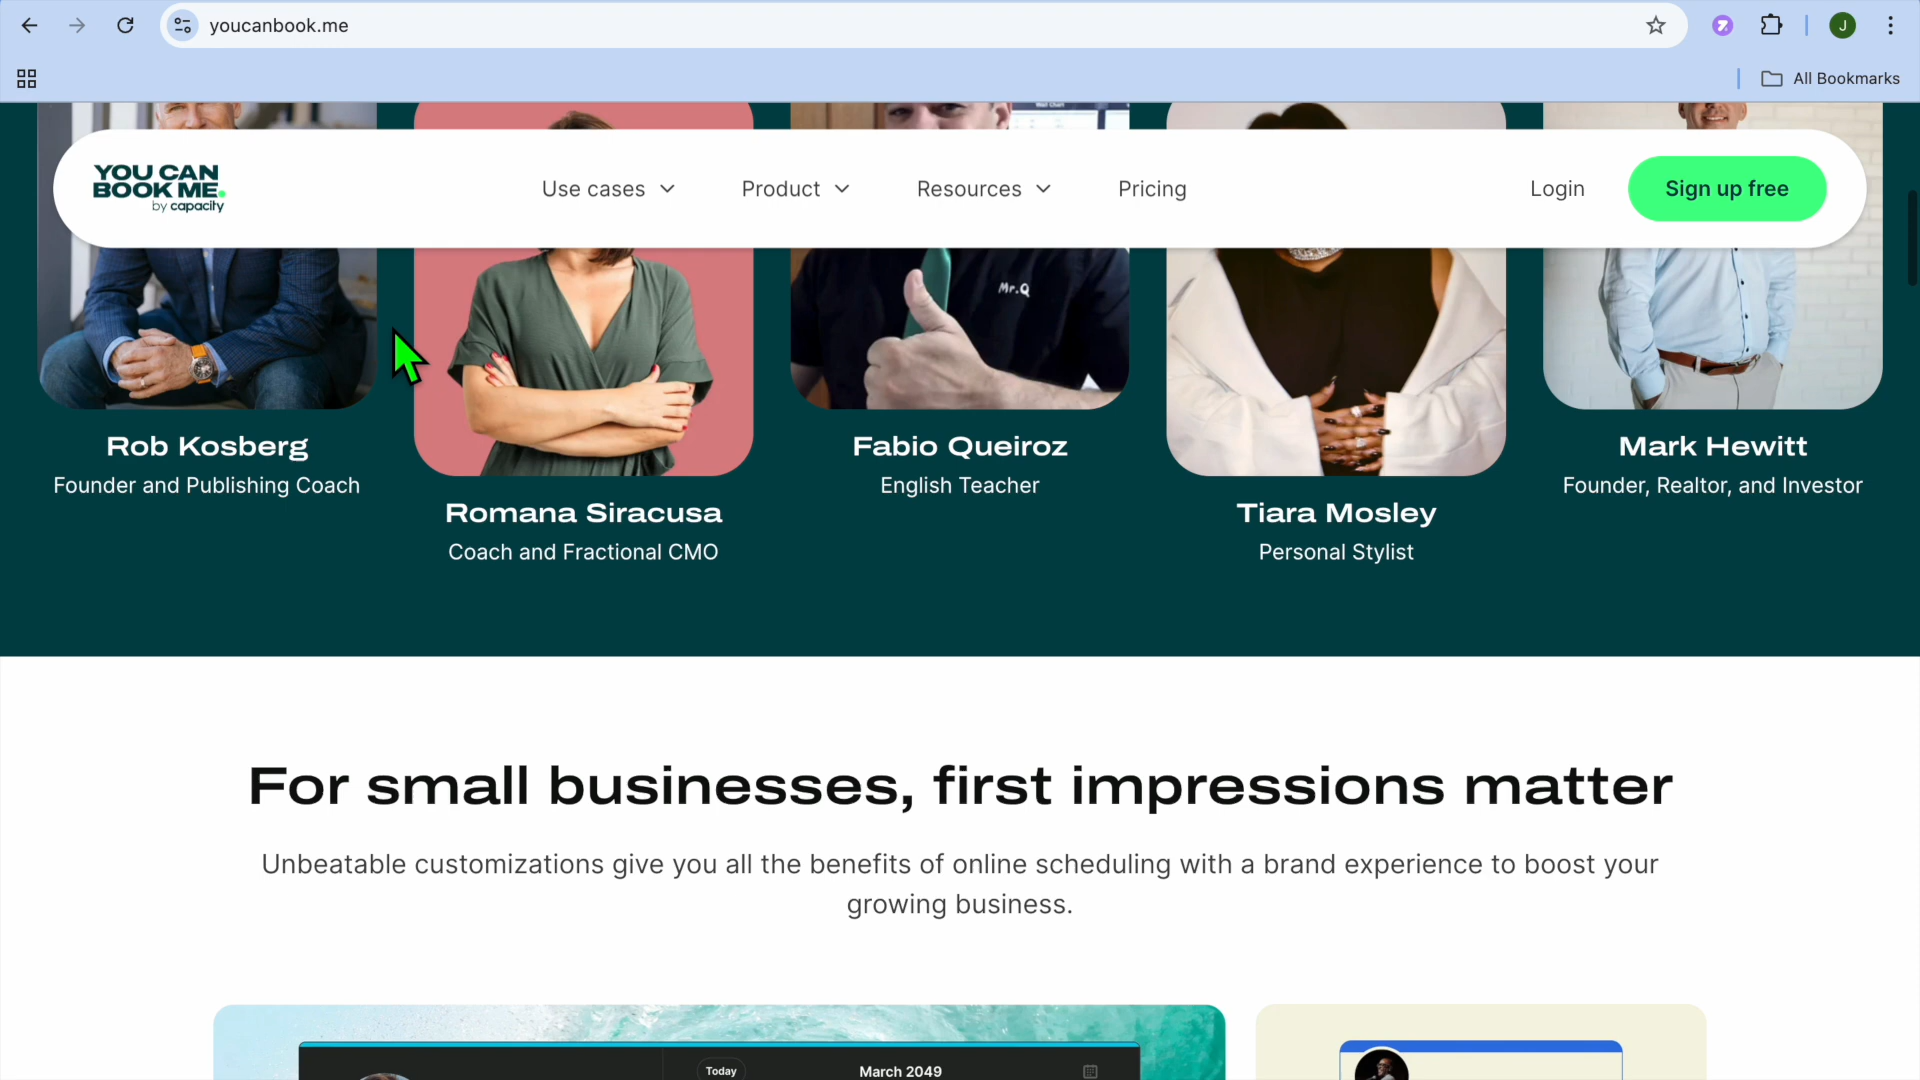 youcanbook.me
J
All Bookmarks
YOU CAN
BOOK ME.
by capacity
Use cases
Product
Resources
Pricing
Login
Sign up free
Wall Chart
Mr.Q
Rob Kosberg
Founder and Publishing Coach
Romana Siracusa
Coach and Fractional CMO
Fabio Queiroz
English Teacher
Tiara Mosley
Personal Stylist
Mark Hewitt
Founder, Realtor, and Investor
For small businesses, first impressions matter
Unbeatable customizations give you all the benefits of online scheduling with a brand experience to boost your
growing business.
Today
March 2049